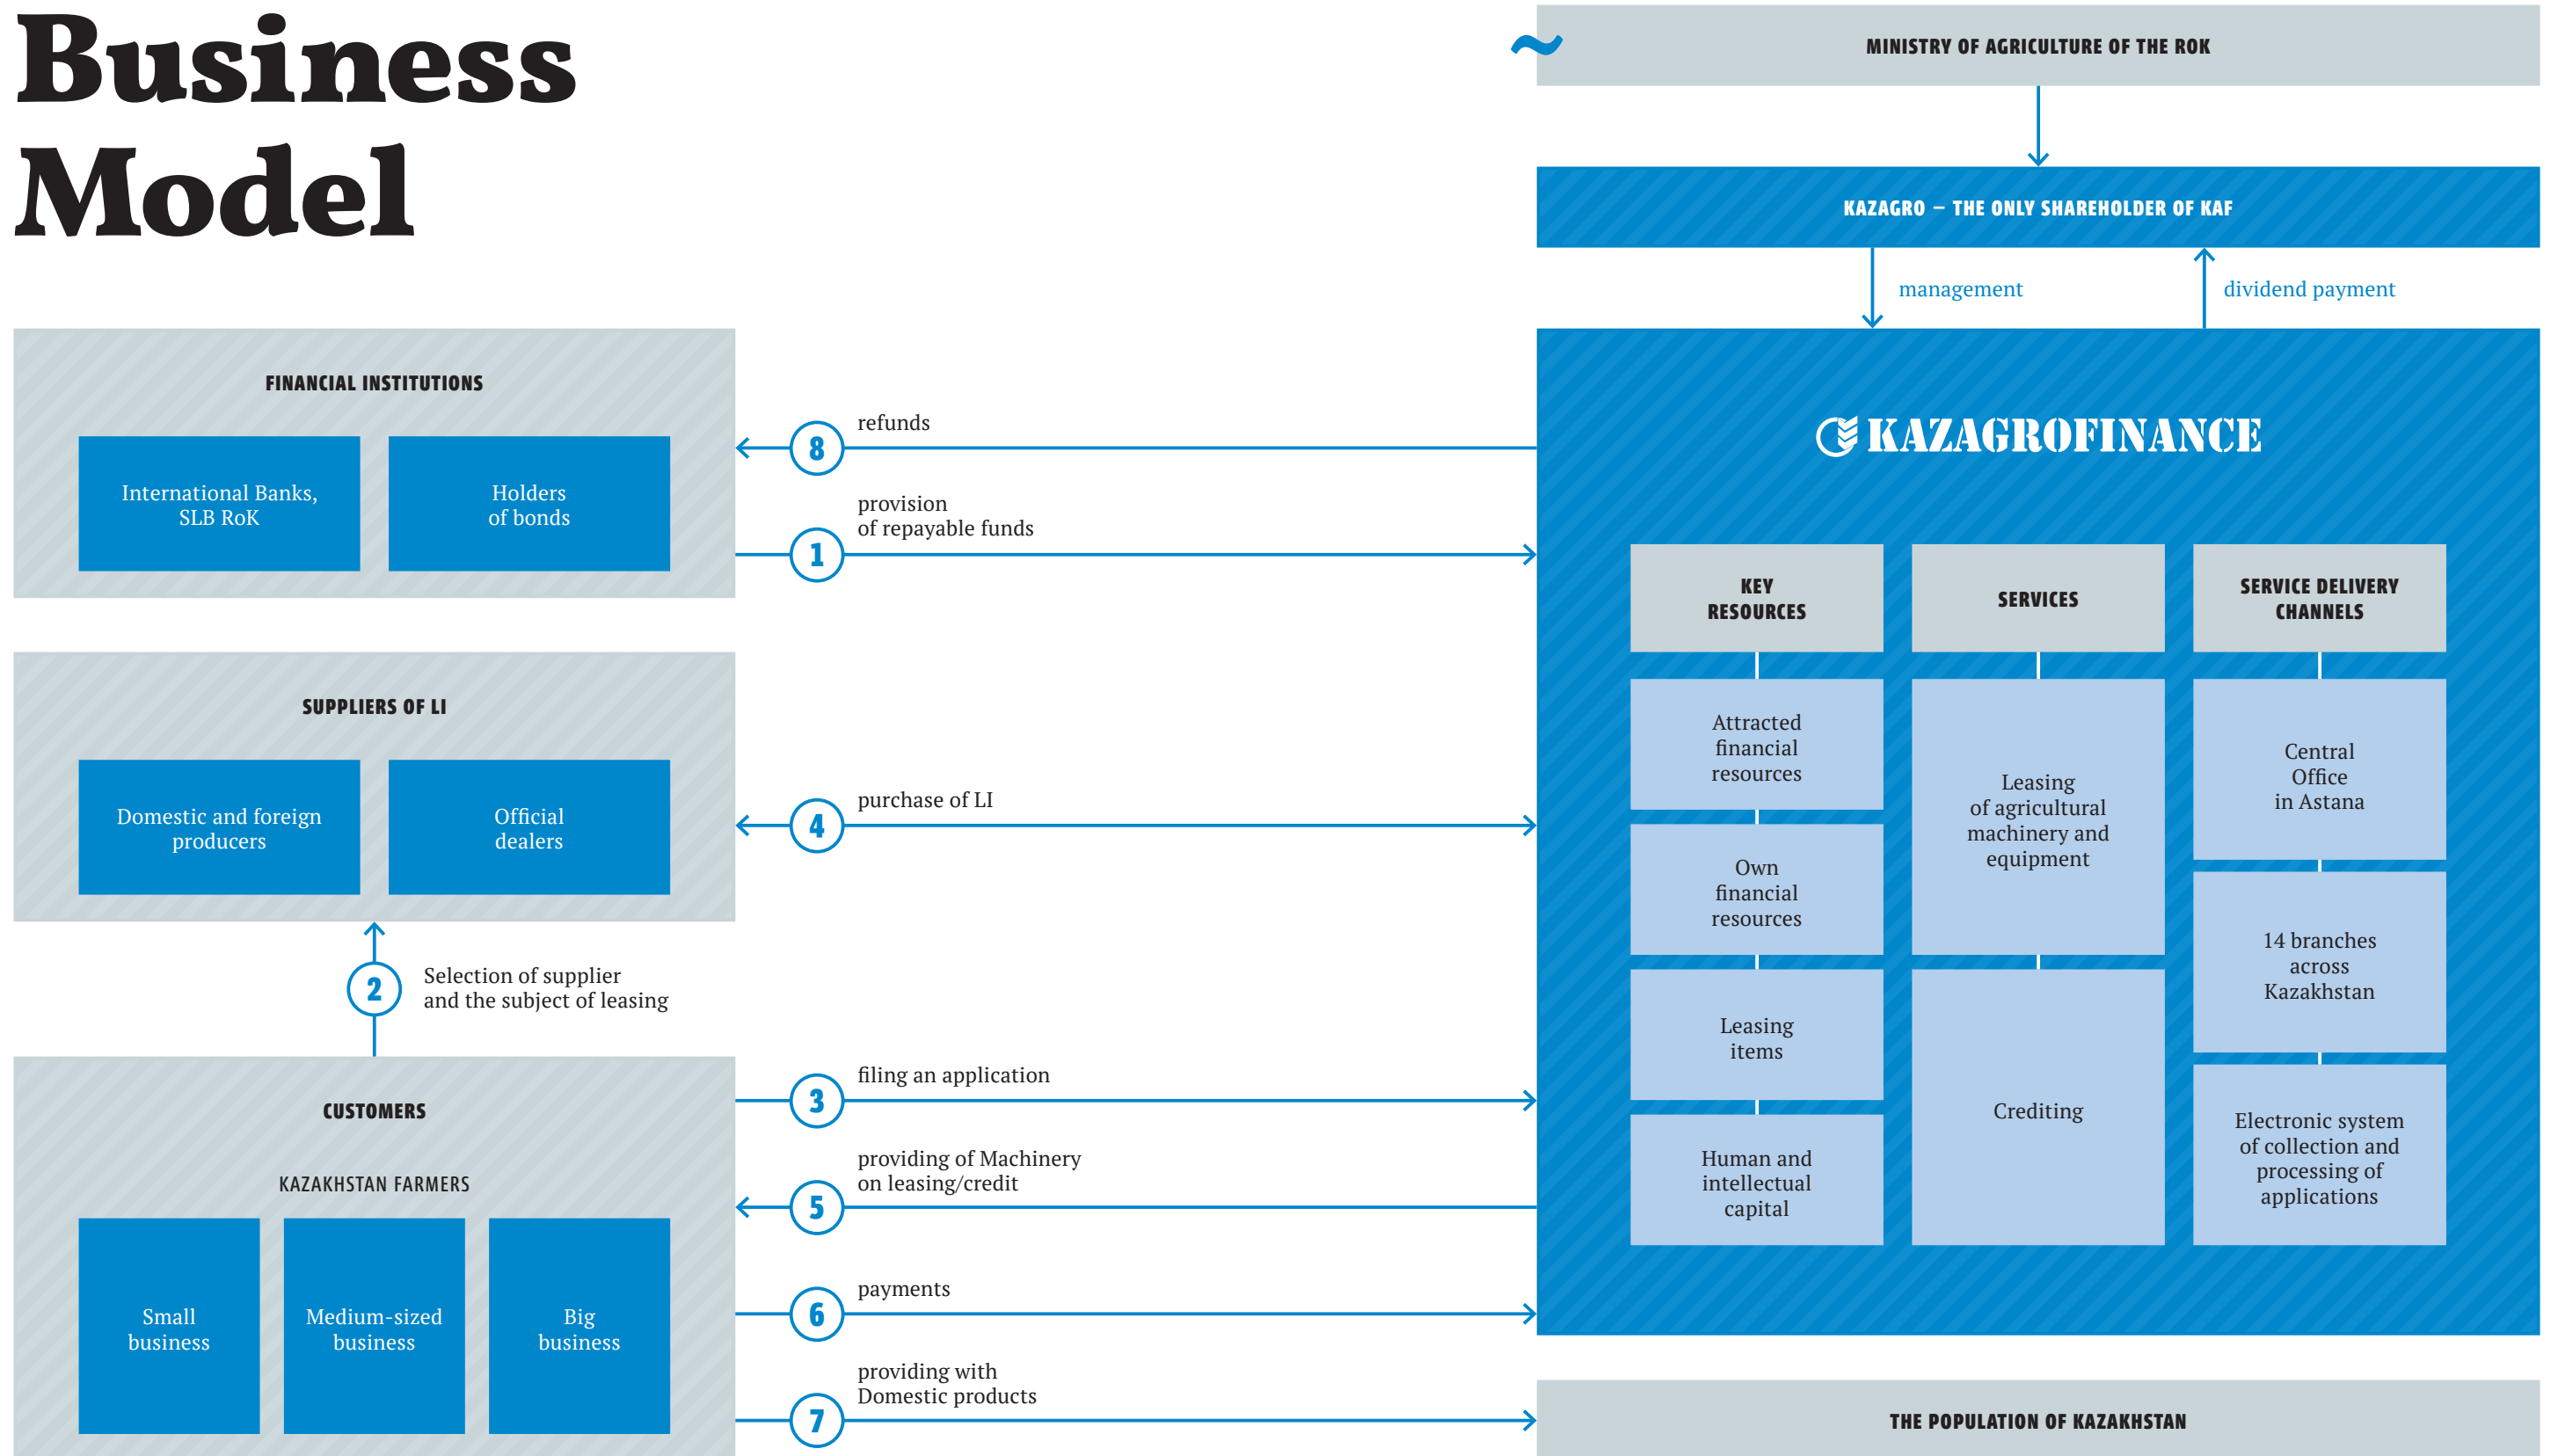 Business
Model
MINISTRY OF AGRICULTURE OF THE ROK
KAZAGRO – THE ONLY SHAREHOLDER OF KAF
management
dividend payment
FINANCIAL INSTITUTIONS
International Banks,
SLB RoK
Holders
of bonds
8
refunds
1
provision
of repayable funds
SUPPLIERS OF LI
Domestic and foreign
producers
Official
dealers
4
purchase of LI
2
Selection of supplier
and the subject of leasing
CUSTOMERS
KAZAKHSTAN FARMERS
Small
business
Medium-sized
business
Big
business
3
filing an application
5
providing of Machinery
on leasing/credit
6
payments
7
providing with
Domestic products
KAZAGROFINANCE
KEY
RESOURCES
Attracted
financial
resources
Own
financial
resources
Leasing
items
Human and
intellectual
capital
SERVICES
Leasing
of agricultural
machinery and
equipment
Crediting
SERVICE DELIVERY
CHANNELS
Central
Office
in Astana
14 branches
across
Kazakhstan
Electronic system
of collection and
processing of
applications
THE POPULATION OF KAZAKHSTAN